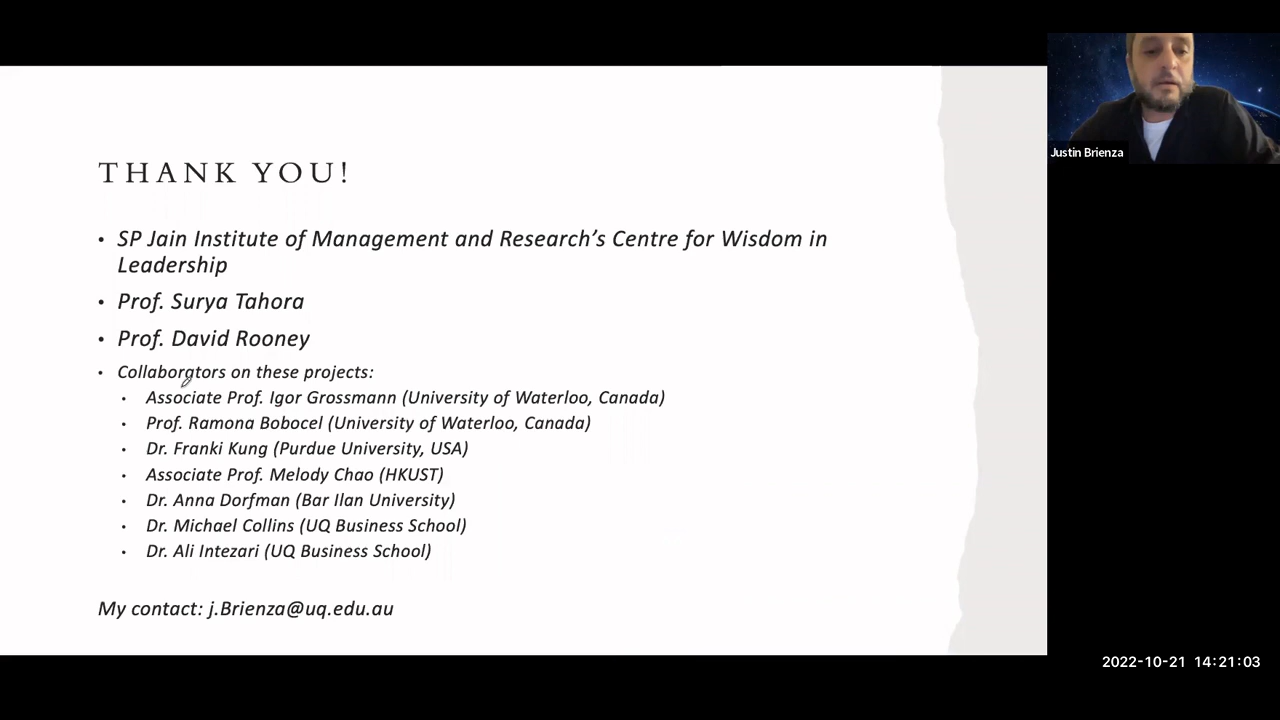 THANK YOU!
• SP Jain Institute of Management and Research's Centre for Wisdom in
Leadership
• Prof. Surya Tahora
• Prof. David Rooney
• Collaborators on these projects:
• Associate Prof. Igor Grossmann (University of Waterloo, Canada)
• Prof. Ramona Bobocel (University of Waterloo, Canada)
• Dr. Franki Kung (Purdue University, USA)
• Associate Prof. Melody Chao (HKUST)
• Dr. Anna Dorfman (Bar Ilan University)
• Dr. Michael Collins (UQ Business School)
• Dr. Ali Intezari (UQ Business School)
My contact: j.Brienza@uq.edu.au
Justin Brienza
2022-10-21 14:21:03